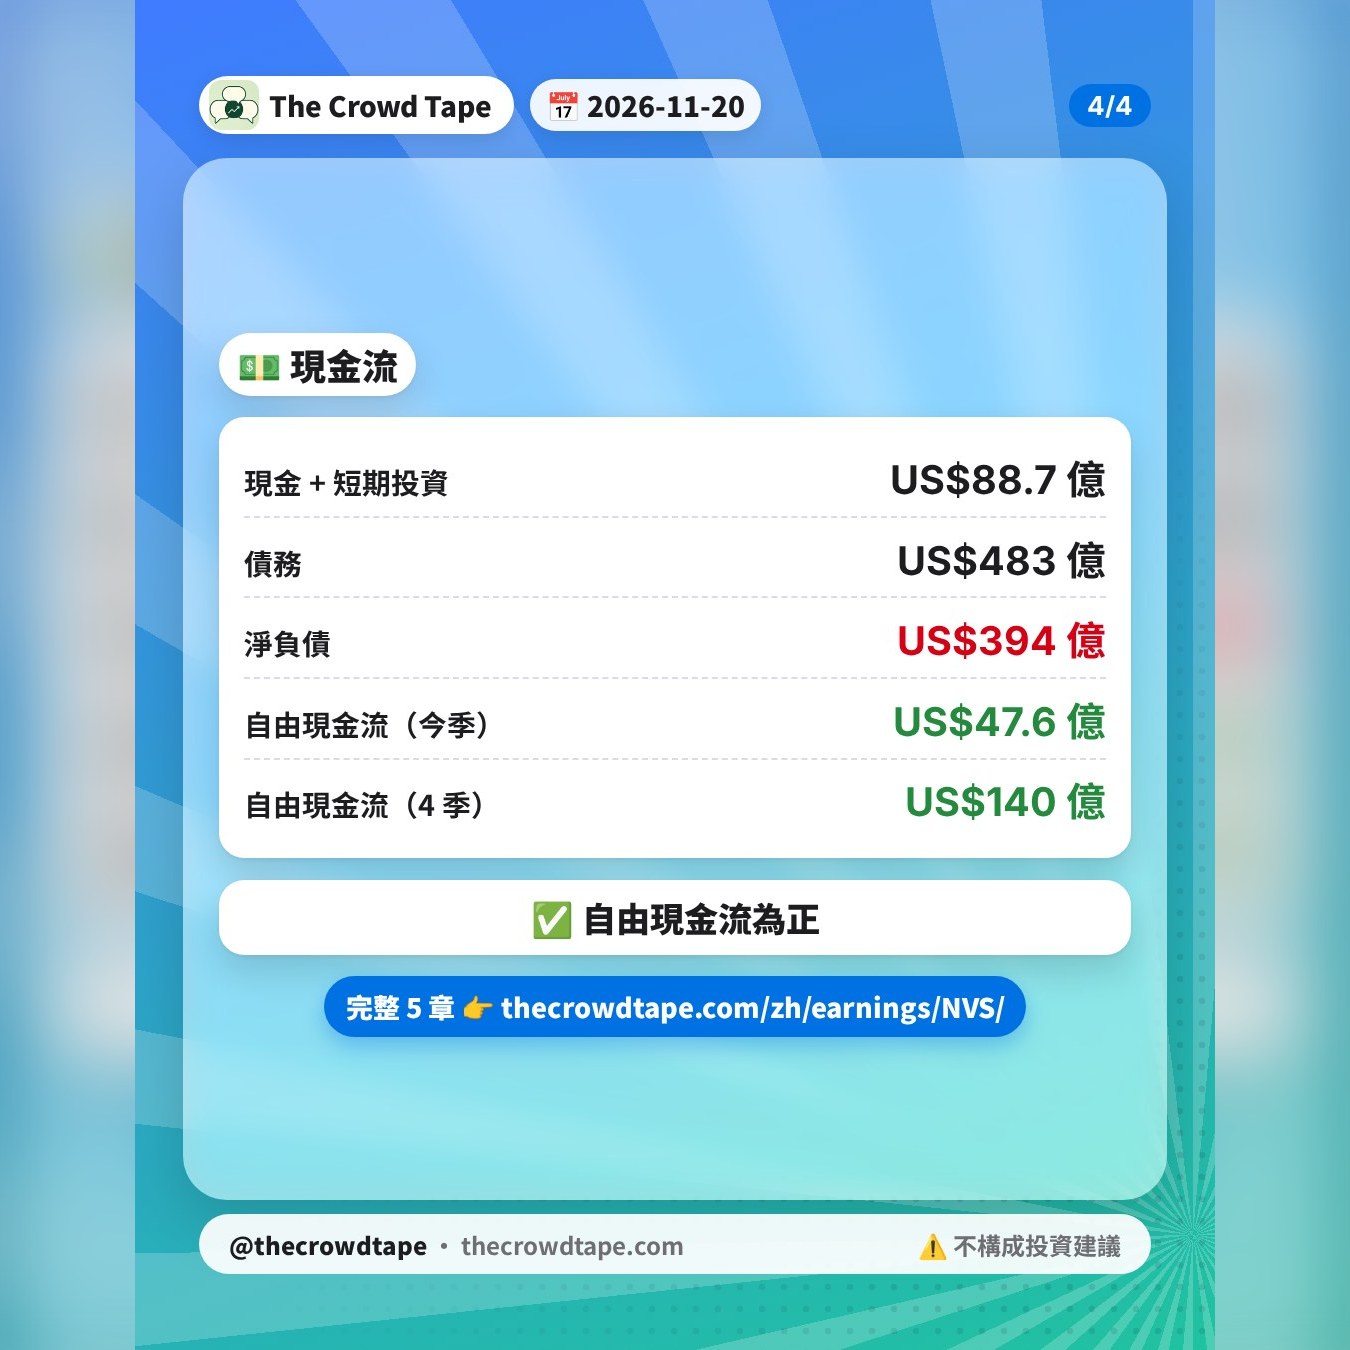 The Crowd Tape
2026-11-20
4/4
現金流
現金 + 短期投資 US$88.7 億
債務 US$483 億
淨負債 US$394 億
自由現金流（今季） US$47.6 億
自由現金流（4 季） US$140 億
✅ 自由現金流為正
完整 5 章 👉 thecrowdtape.com/zh/earnings/NVS/
@thecrowdtape • thecrowdtape.com
⚠️ 不構成投資建議